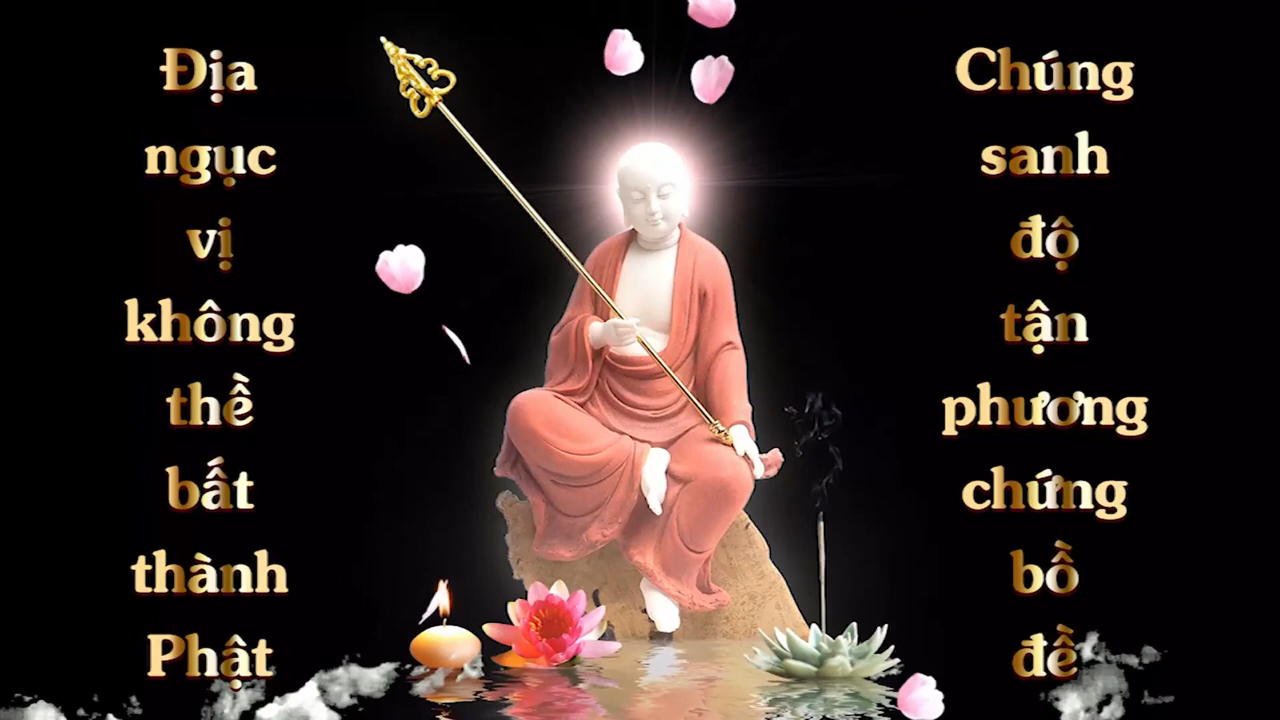 Địa
ngục
vị
không
thề
bất
thành
Phật
Chúng
sanh
độ
tận
phương
chứng
bồ
đề